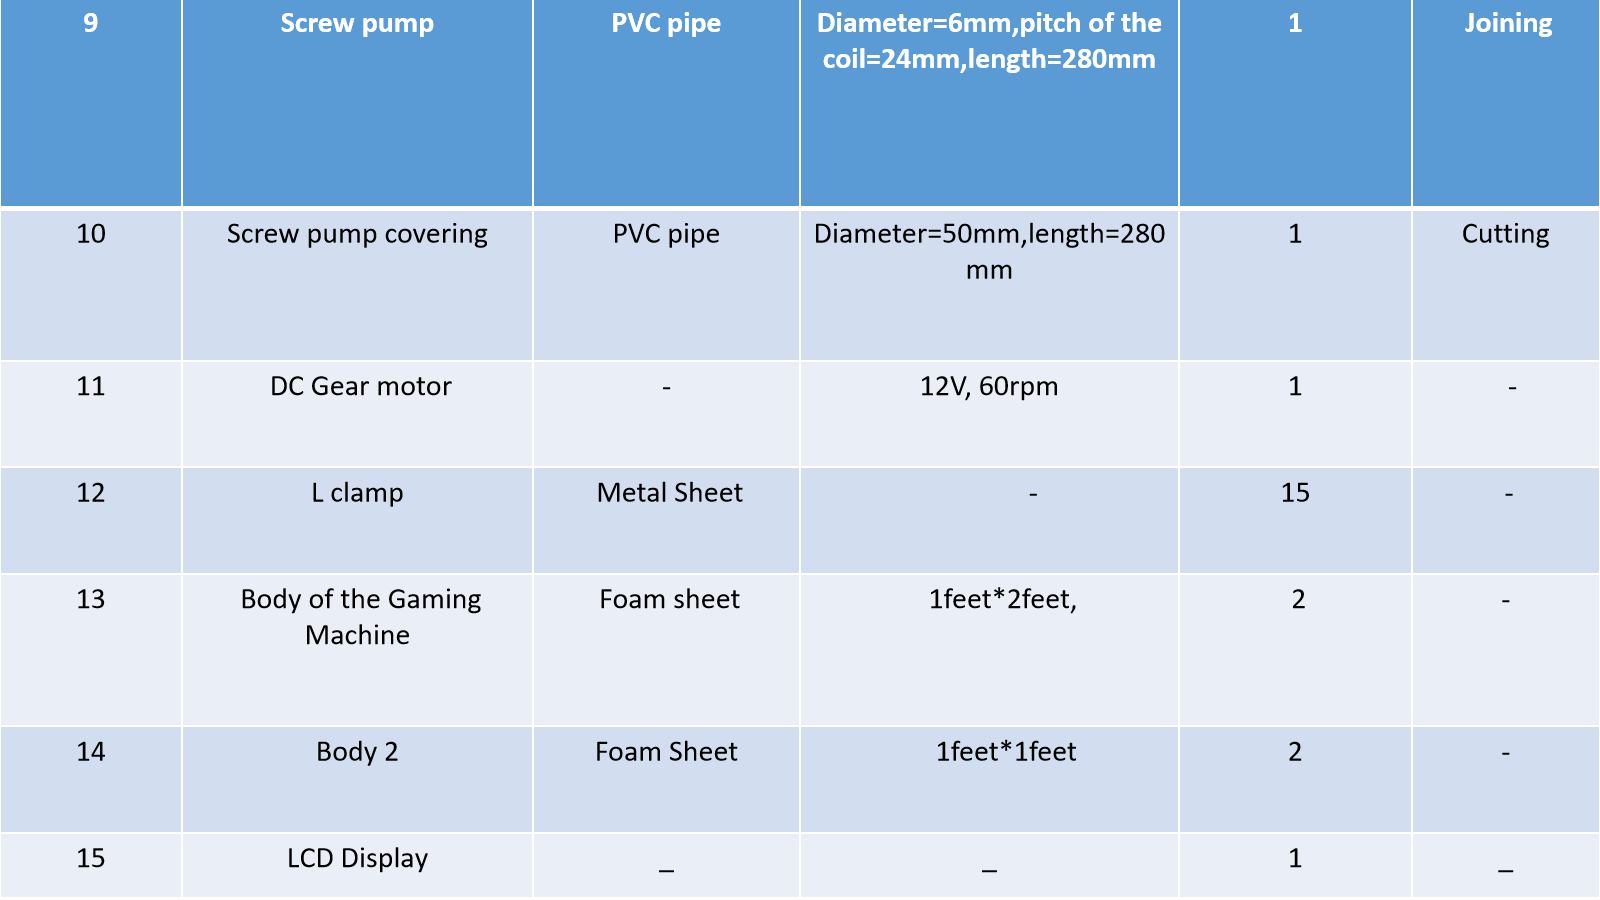 9 Screw pump PVC pipe Diameter=6mm,pitch of the 1 Joining
coil=24mm,length=280mm
10 Screw pump covering PVC pipe Diameter=50mm,length=280 1 Cutting
mm
11 DC Gear motor - 12V, 60rpm 1 -
12 L clamp Metal Sheet - 15 -
13 Body of the Gaming Foam sheet 1feet*2feet, 2 -
Machine
14 Body 2 Foam Sheet 1feet*1feet 2 -
15 LCD Display _ _ 1 _